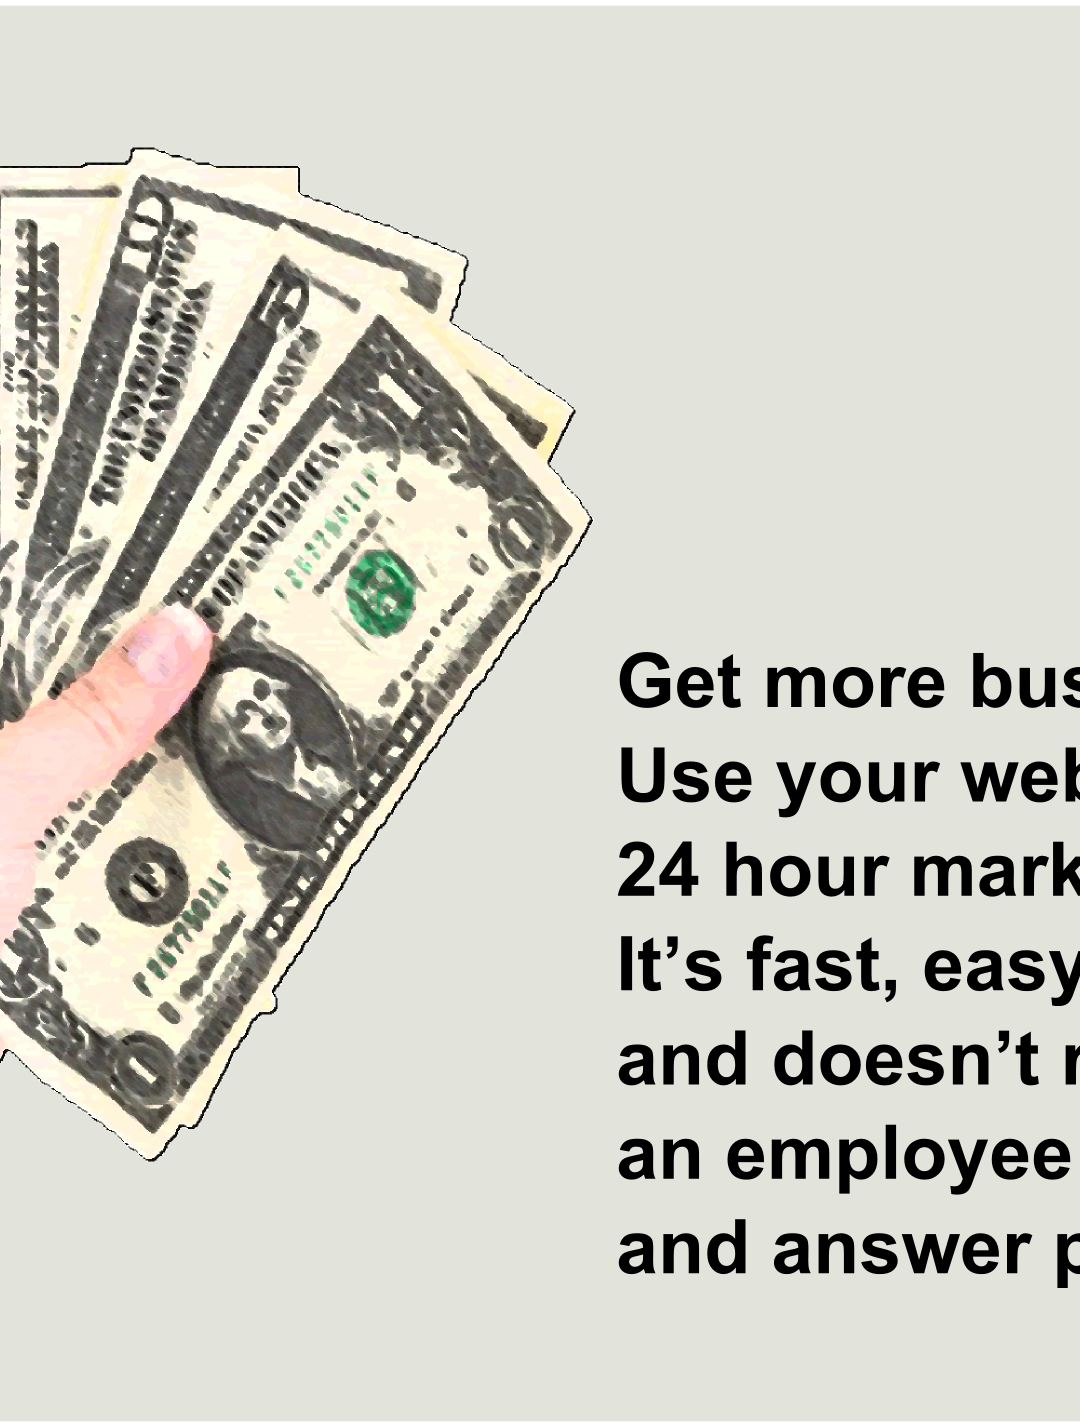 Get more bus
Use your web
24 hour mark
It’s fast, easy
and doesn’t r
an employee
and answer p